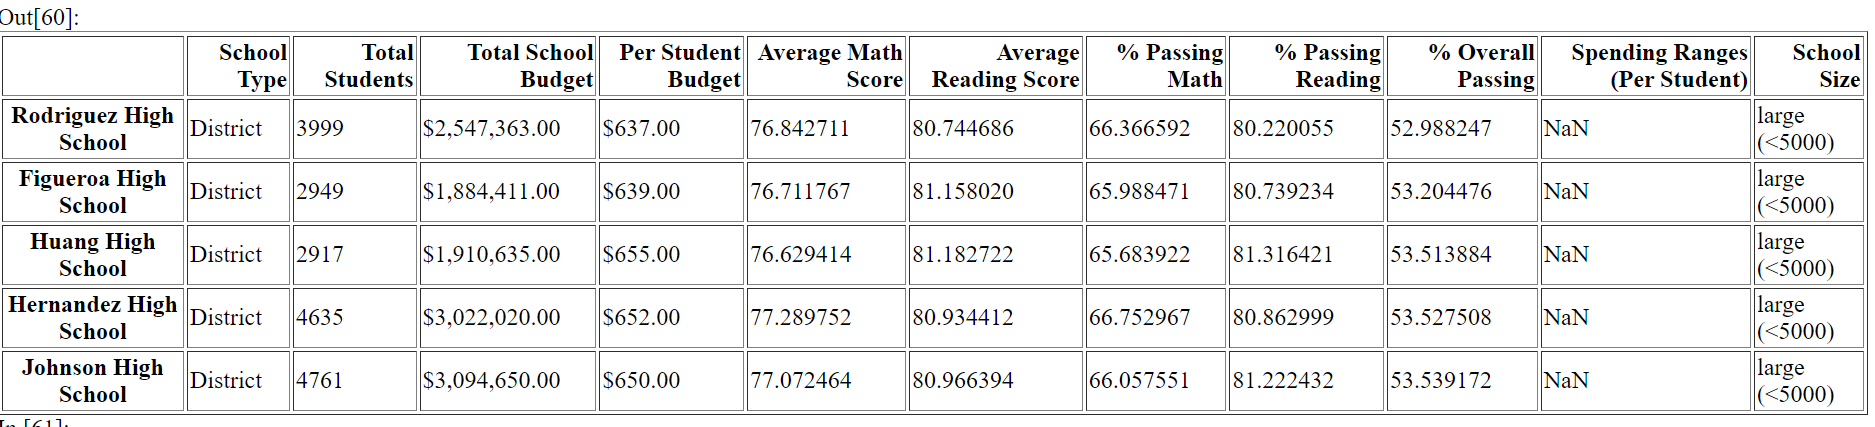 Out[60]:
School Type Total Students Total School Budget Per Student Budget Average Math Score Average Reading Score % Passing Math % Passing Reading % Overall Passing Spending Ranges (Per Student) School Size
Rodriguez High School District 3999 $2,547,363.00 $637.00 76.842711 80.744686 66.366592 80.220055 52.988247 NaN large (<5000)
Figueroa High School District 2949 $1,884,411.00 $639.00 76.711767 81.158020 65.988471 80.739234 53.204476 NaN large (<5000)
Huang High School District 2917 $1,910,635.00 $655.00 76.629414 81.182722 65.683922 81.316421 53.513884 NaN large (<5000)
Hernandez High School District 4635 $3,022,020.00 $652.00 77.289752 80.934412 66.752967 80.862999 53.527508 NaN large (<5000)
Johnson High School District 4761 $3,094,650.00 $650.00 77.072464 80.966394 66.057551 81.222432 53.539172 NaN large (<5000)
In [61]: